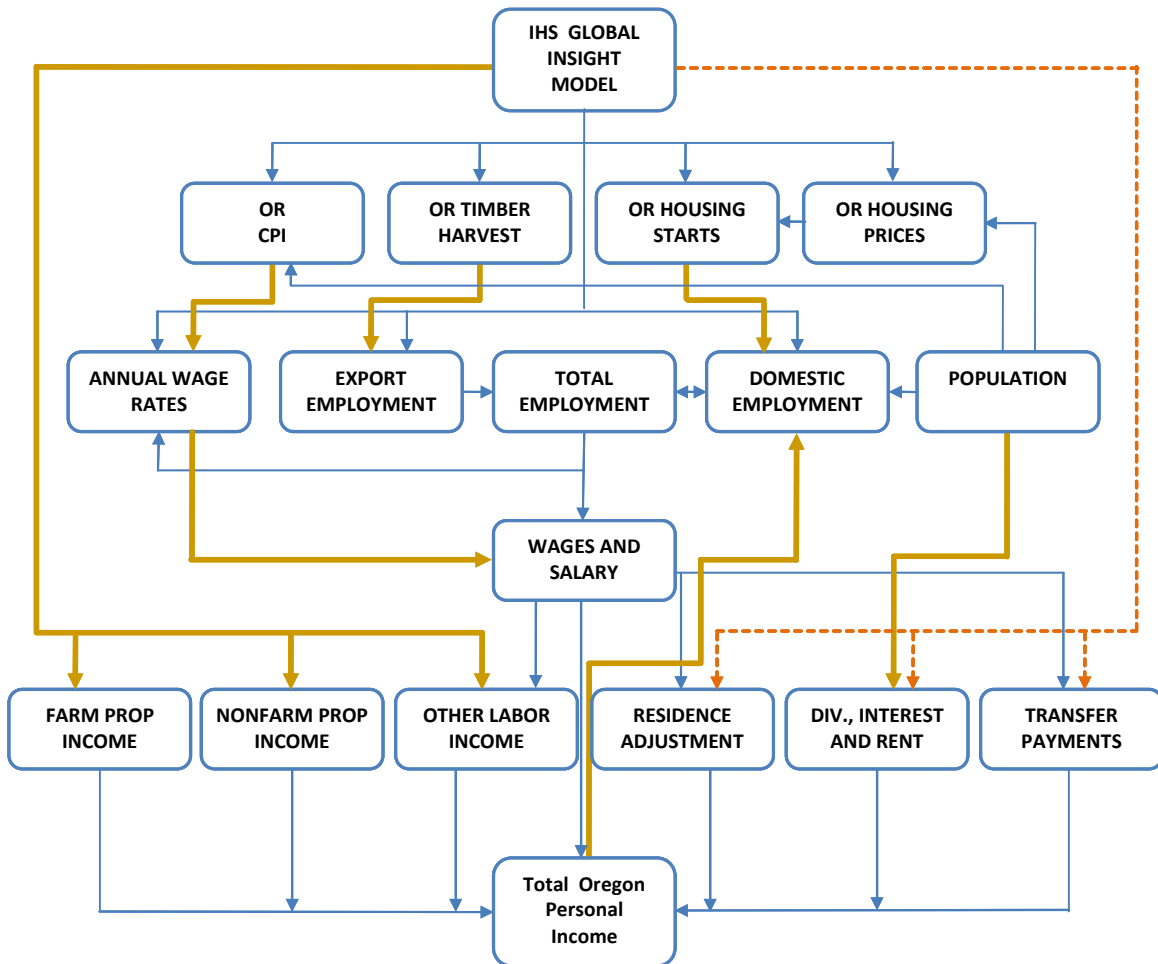 IHS GLOBAL
INSIGHT
MODEL
OR
CPI
OR TIMBER
HARVEST
OR HOUSING
STARTS
OR HOUSING
PRICES
ANNUAL WAGE
RATES
EXPORT
EMPLOYMENT
TOTAL
EMPLOYMENT
DOMESTIC
EMPLOYMENT
POPULATION
WAGES AND
SALARY
FARM PROP
INCOME
NONFARM PROP
INCOME
OTHER LABOR
INCOME
RESIDENCE
ADJUSTMENT
DIV., INTEREST
AND RENT
TRANSFER
PAYMENTS
Total Oregon
Personal
Income